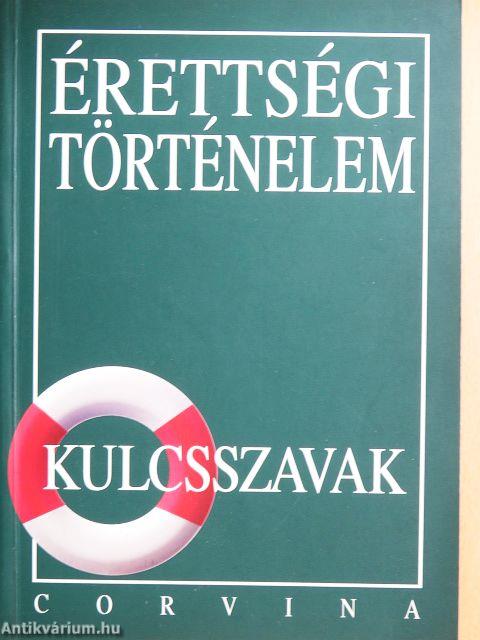 ÉRETTSÉGI
TÖRTÉNELEM
KULCSSZAVAK
CORVINA
Antikvárium.hu